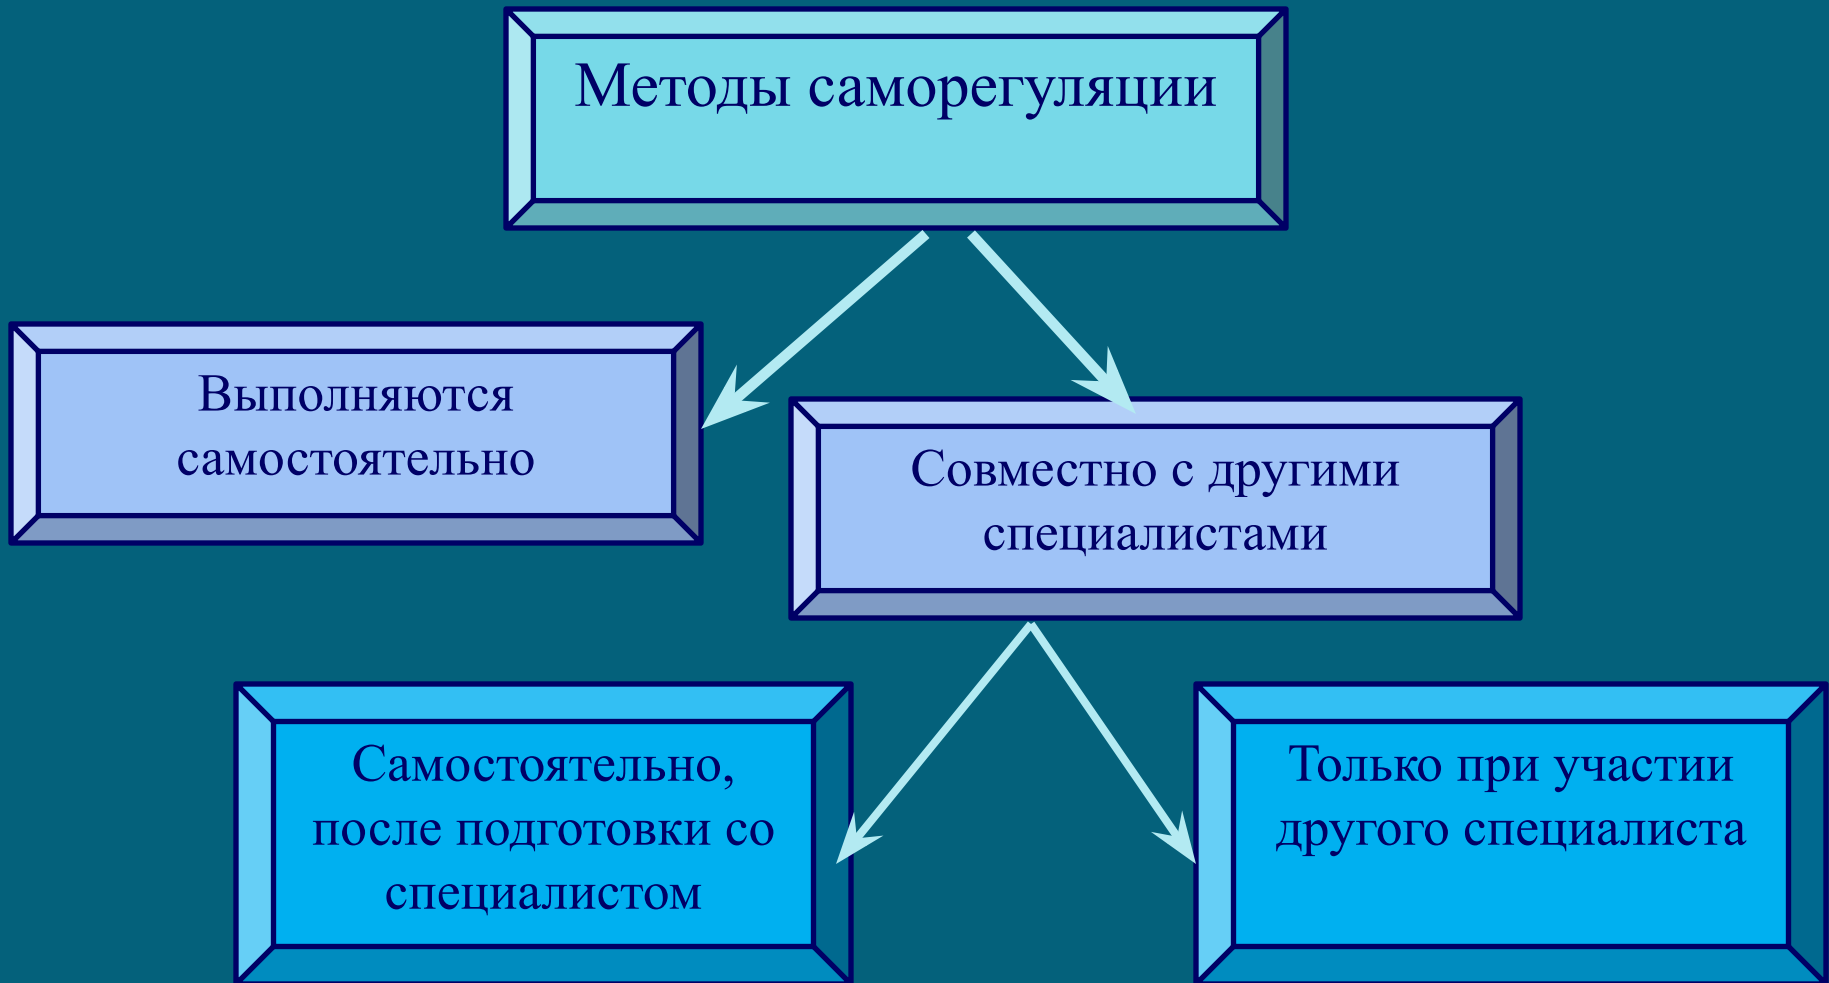 Методы саморегуляции
Выполняются
самостоятельно
Совместно с другими
специалистами
Самостоятельно,
после подготовки со
специалистом
Только при участии
другого специалиста